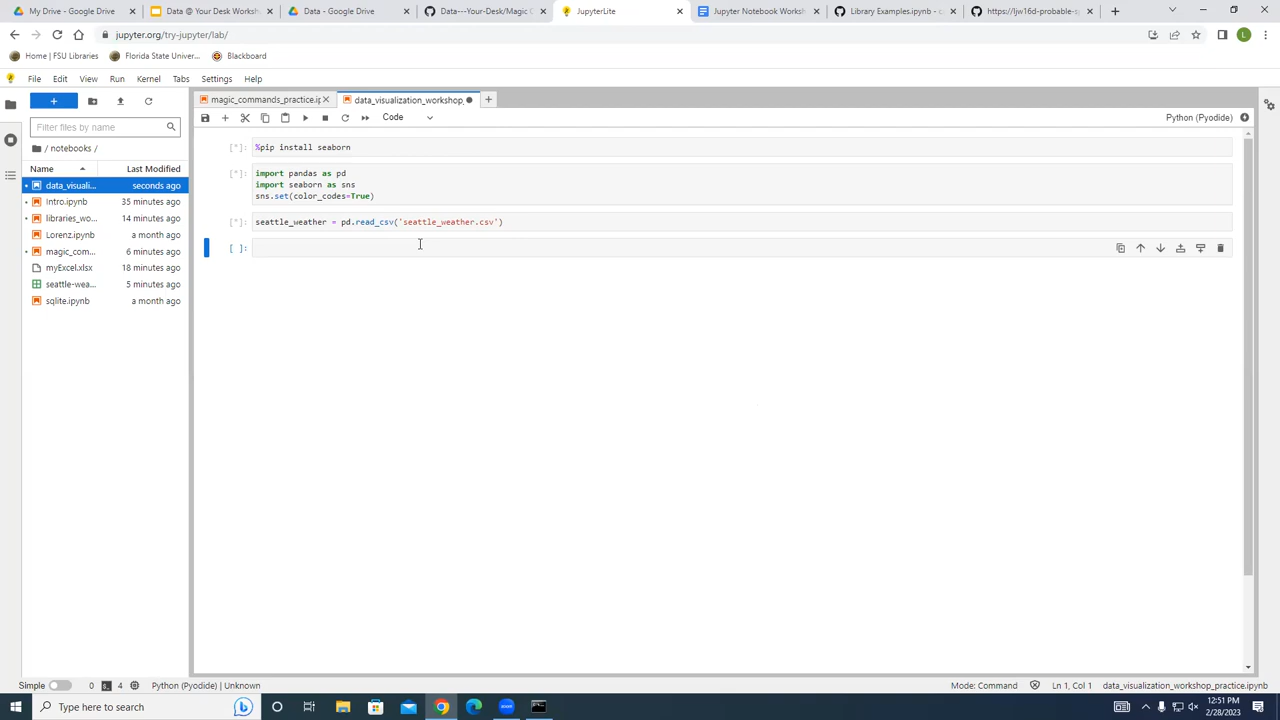 My Drive - Google Drive
Data @ Your Desk Worksh
Data - Google Drive
Data---Your-Desk/Magic C
JupyterLite
Jupyter Notebook Worksh
Library Examples.ipynb - c
https://ljw16d-probable-s
jupyter.org/try-jupyter/lab/
L
Home | FSU Libraries
Florida State Univer...
Blackboard
File Edit View Run Kernel Tabs Settings Help
magic_commands_practice.ip
data_visualization_workshop_
Code
Python (Pyodide)
Filter files by name
/ notebooks /
Name Last Modified
data_visuali... seconds ago
Intro.ipynb 35 minutes ago
libraries_wo... 14 minutes ago
Lorenz.ipynb a month ago
magic_com... 6 minutes ago
myExcel.xlsx 18 minutes ago
seattle-wea... 5 minutes ago
sqlite.ipynb a month ago
[*]: %pip install seaborn
[*]: import pandas as pd
import seaborn as sns
sns.set(color_codes=True)
[*]: seattle_weather = pd.read_csv('seattle_weather.csv')
[ ]:
Simple 0 4 Python (Pyodide) | Unknown
Mode: Command Ln 1, Col 1 data_visualization_workshop_practice.ipynb
Type here to search
zoom
12:51 PM
2/28/2023